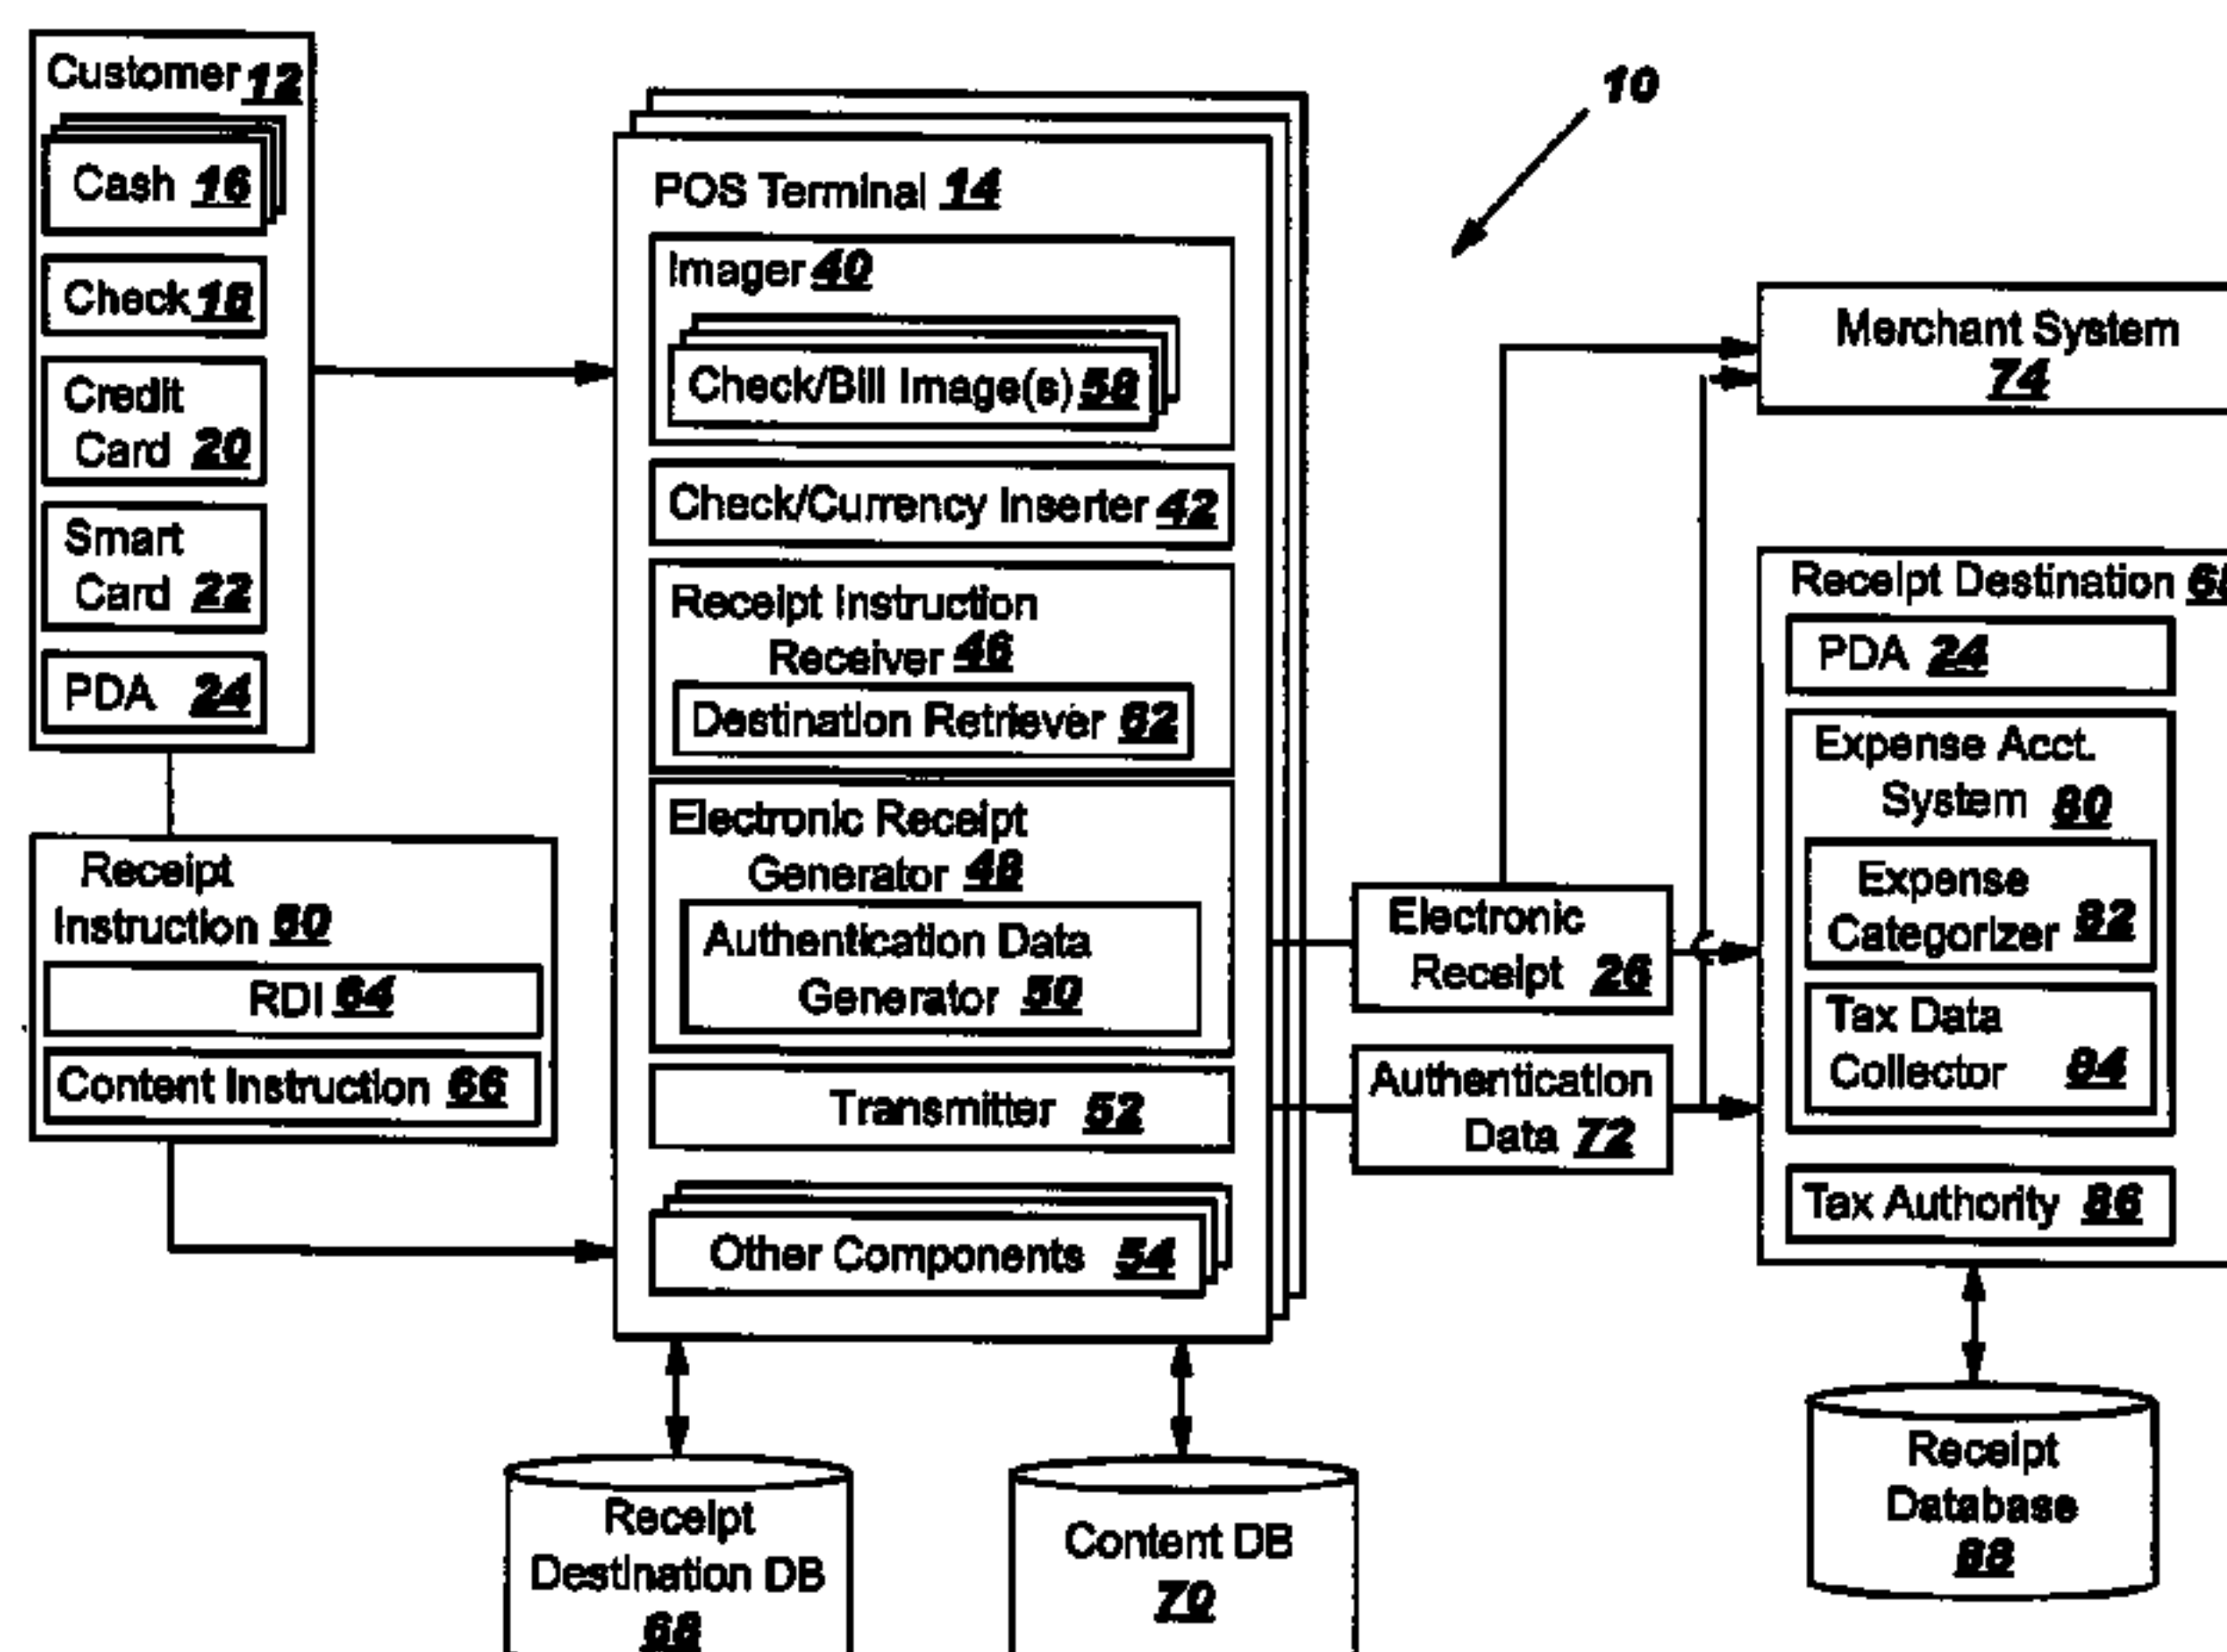 10
Customer 12
Cash 16
Check 18
Credit
Card 20
Smart
Card 22
PDA 24
Receipt
Instruction 60
RDI 64
Content Instruction 66
POS Terminal 14
Imager 40
Check/Bill Image(s) 58
Check/Currency Inserter 42
Receipt Instruction
Receiver 46
Destination Retriever 62
Electronic Receipt
Generator 48
Authentication Data
Generator 50
Transmitter 52
Other Components 54
Receipt
Destination DB
68
Content DB
70
Electronic
Receipt 26
Authentication
Data 72
Merchant System
74
Receipt Destination
PDA 24
Expense Acct.
System 80
Expense
Categorizer 82
Tax Data
Collector 84
Tax Authority 86
Receipt
Database
88